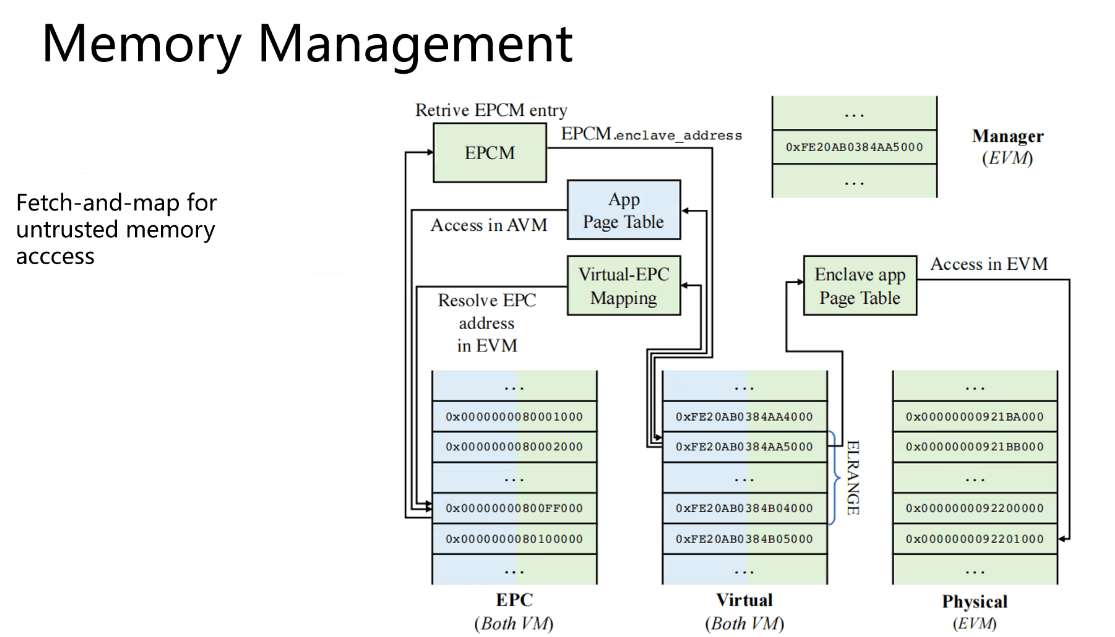 Memory Management
Fetch-and-map for
untrusted memory
acccess
Retrive EPCM entry
EPCM
EPCM.enclave_address
App
Page Table
Access in AVM
Virtual-EPC
Mapping
Resolve EPC
address
in EVM
...
0xFE20AB0384AA5000
...
Manager
(EVM)
Enclave app
Page Table
Access in EVM
...
0x0000000080001000
0x0000000080002000
...
0x00000000800FF000
0x0000000080100000
...
EPC
(Both VM)
...
0xFE20AB0384AA4000
0xFE20AB0384AA5000
...
0xFE20AB0384B04000
0xFE20AB0384B05000
...
ELRANGE
Virtual
(Both VM)
...
0x00000000921BA000
0x00000000921BB000
...
0x0000000092200000
0x0000000092201000
...
Physical
(EVM)